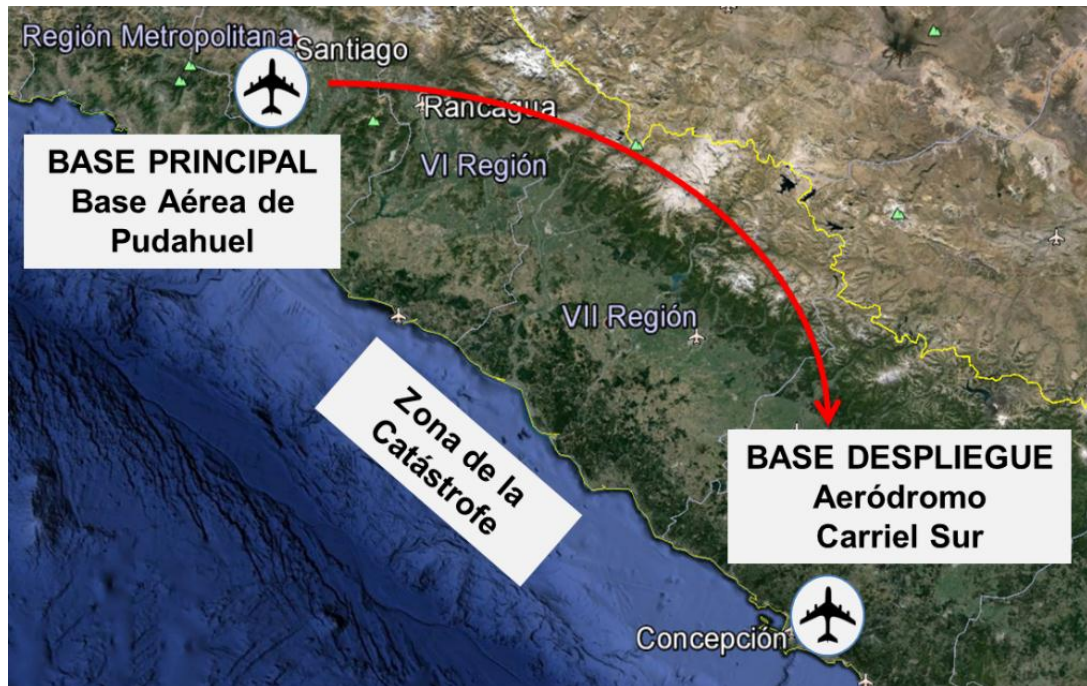 Región Metropolitana
Santiago
Rancagua
BASE PRINCIPAL
Base Aérea de
Pudahuel
VI Región
VII Región
Zona de la
Catástrofe
BASE DESPLIEGUE
Aeródromo
Carriel Sur
Concepción